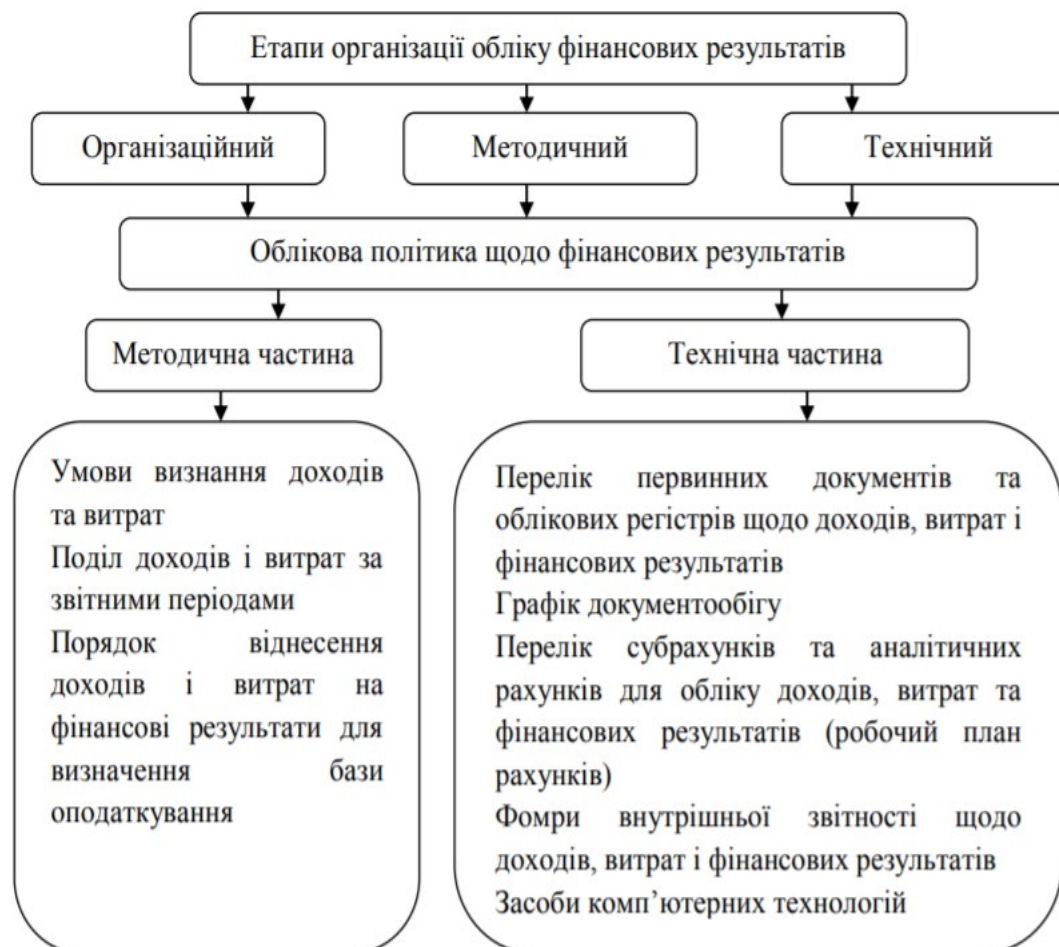 Етапи організації обліку фінансових результатів
Організаційний
Методичний
Технічний
Облікова політика щодо фінансових результатів
Методична частина
Технічна частина
Умови визнання доходів
та витрат
Поділ доходів і витрат за
звітними періодами
Порядок віднесення
доходів і витрат на
фінансові результати для
визначення бази
оподаткування
Перелік первинних документів та
облікових регістрів щодо доходів, витрат і
фінансових результатів
Графік документообігу
Перелік субрахунків та аналітичних
рахунків для обліку доходів, витрат та
фінансових результатів (робочий план
рахунків)
Фомри внутрішньої звітності щодо
доходів, витрат і фінансових результатів
Засоби комп’ютерних технологій